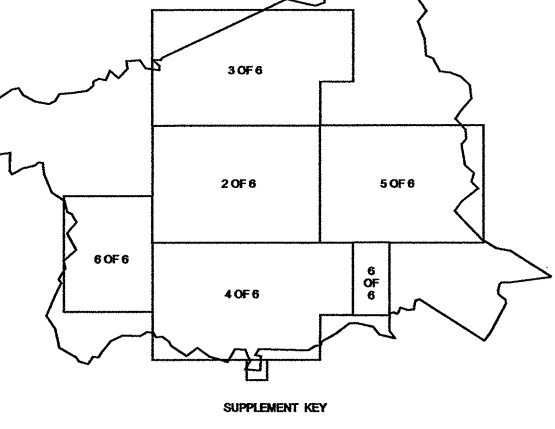 3 OF 6
2 OF 6
5 OF 6
6 OF 6
4 OF 6
6
OF
6
SUPPLEMENT KEY